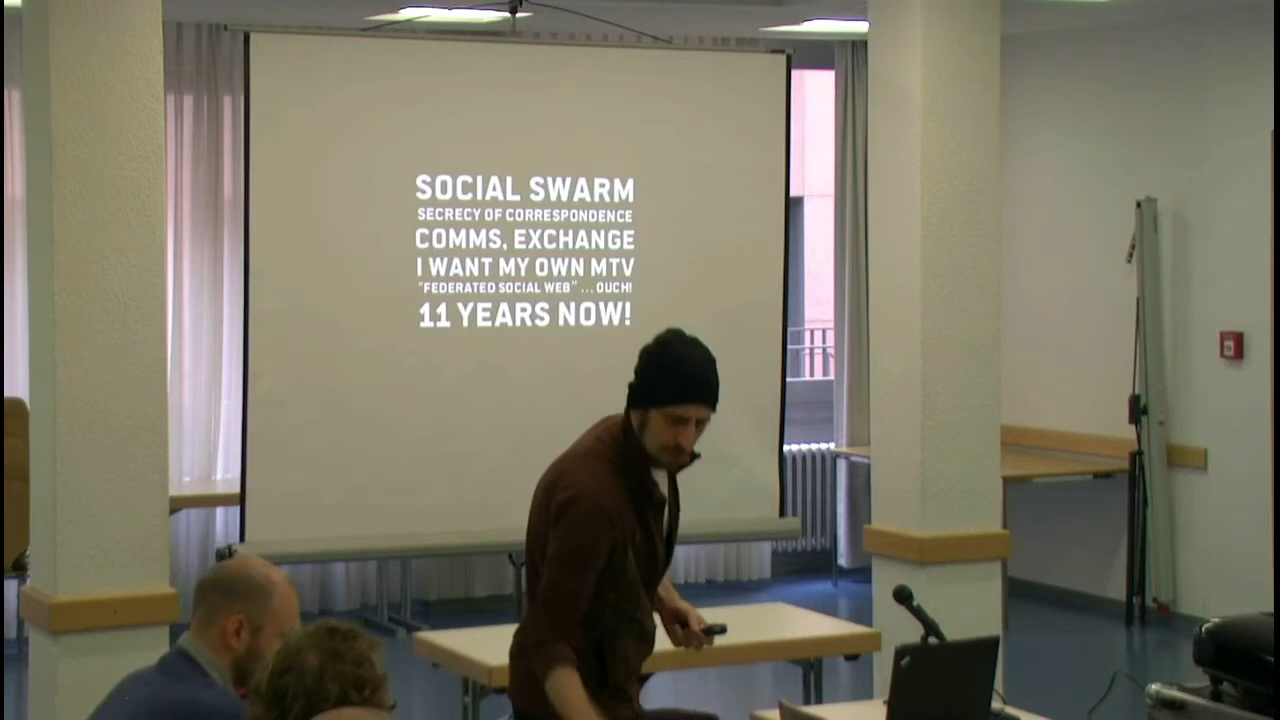 SOCIAL SWARM
SECRECY OF CORRESPONDENCE
COMMS, EXCHANGE
I WANT MY OWN MTV
"FEDERATED SOCIAL WEB" ... OUCH!
11 YEARS NOW!